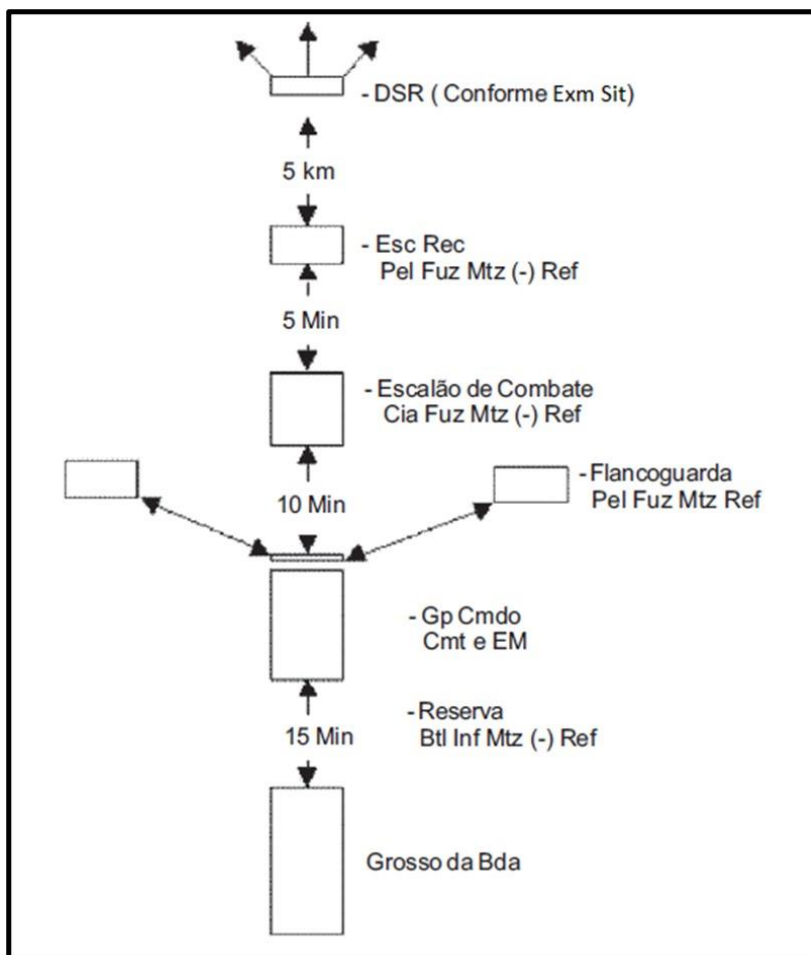 - DSR ( Conforme Exm Sit)
5 km
- Esc Rec
Pel Fuz Mtz (-) Ref
5 Min
- Escalão de Combate
Cia Fuz Mtz (-) Ref
- Flancoguarda
Pel Fuz Mtz Ref
10 Min
- Gp Cmdo
Cmt e EM
- Reserva
Btl Inf Mtz (-) Ref
15 Min
Grosso da Bda